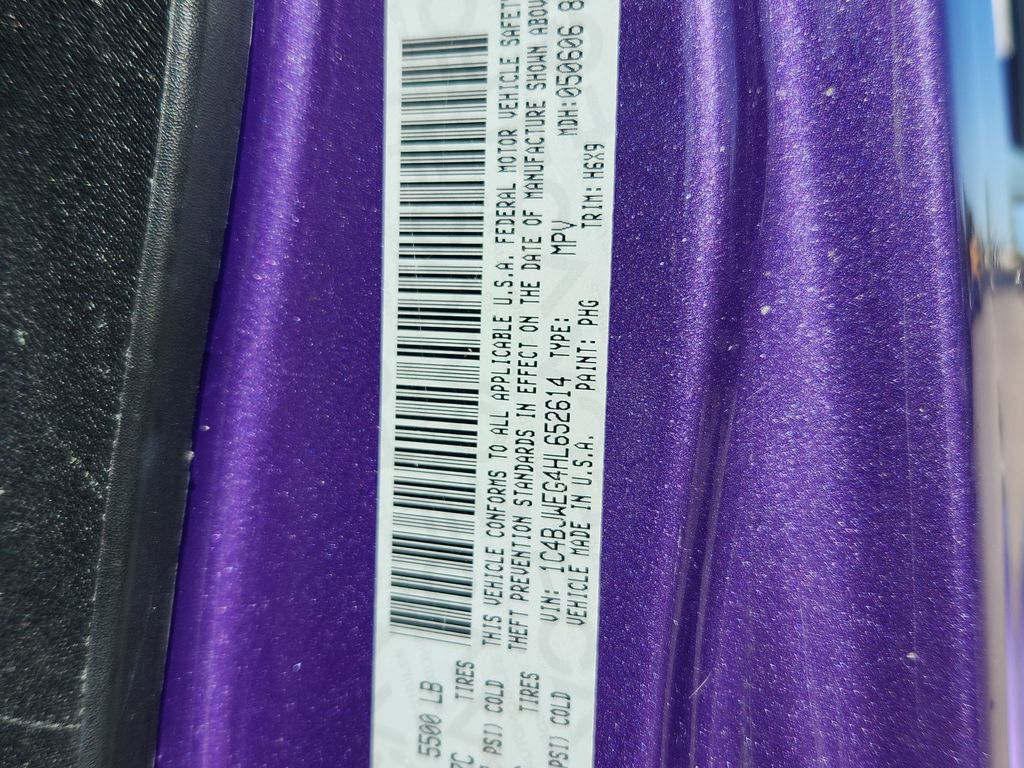 5500 LB
TIRES
PSI) COLD
THIS VEHICLE CONFORMS TO ALL APPLICABLE U.S.A. FEDERAL MOTOR VEHICLE SAFETY
THEFT PREVENTION STANDARDS IN EFFECT ON THE DATE OF MANUFACTURE SHOWN ABOV
TIRES VIN: 1C4BJWEG4HL652614 TYPE: MPV MDH:050606 8
PSI) COLD VEHICLE MADE IN U.S.A. PAINT: PHG TRIM: H6X9